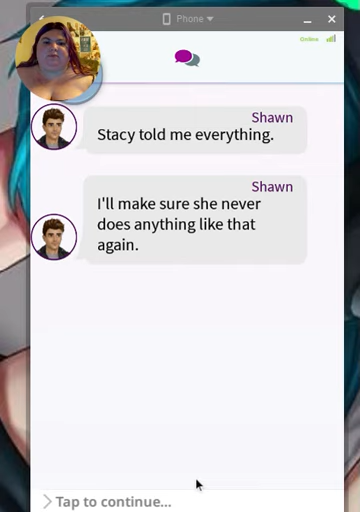 Phone
Online
Shawn
Stacy told me everything.
Shawn
I'll make sure she never
does anything like that
again.
Tap to continue...